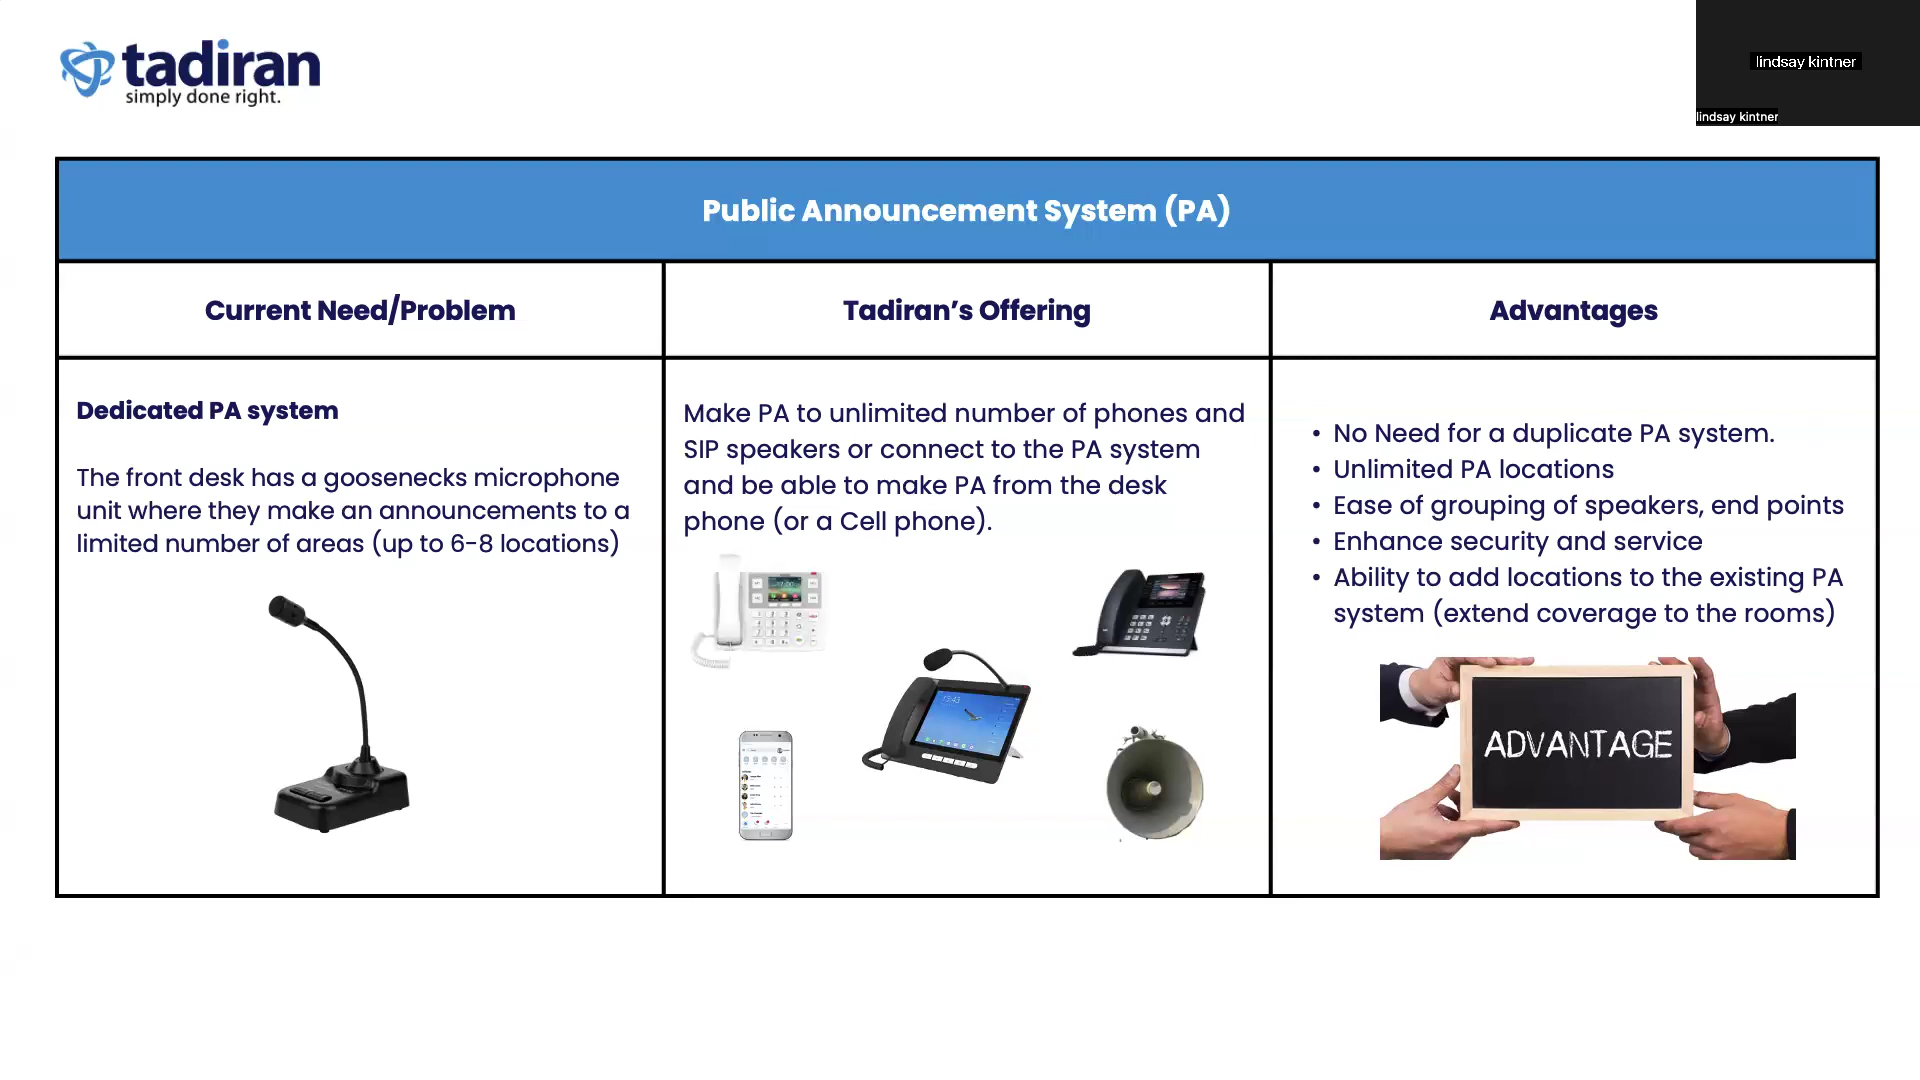 tadiran
simply done right.
lindsay kintner
lindsay kintner
Public Announcement System (PA)
Current Need/Problem
Tadiran's Offering
Advantages
Dedicated PA system
The front desk has a goosenecks microphone
unit where they make an announcements to a
limited number of areas (up to 6-8 locations)
Make PA to unlimited number of phones and
SIP speakers or connect to the PA system
and be able to make PA from the desk
phone (or a Cell phone).
• No Need for a duplicate PA system.
• Unlimited PA locations
• Ease of grouping of speakers, end points
• Enhance security and service
• Ability to add locations to the existing PA
system (extend coverage to the rooms)
ADVANTAGE